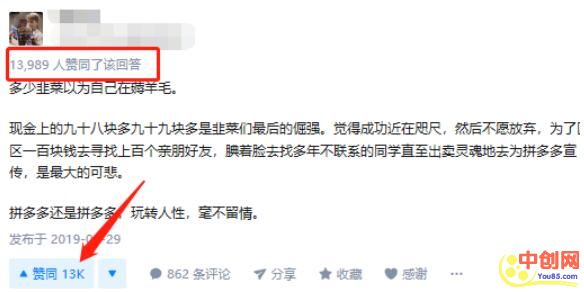 13,989 人赞同了该回答
多少韭菜以为自己在薅羊毛。
现金上的九十八块多九十九块多是韭菜们最后的倔强。觉得成功近在咫尺，然后不愿放弃，为了
区一百块钱去寻找上百个亲朋好友，腆着脸去找多年不联系的同学直至出卖灵魂地去为拼多多
传，是最大的可悲。
拼多多还是拼多多，玩转人性，毫不留情。
发布于 2019-0 -29
赞同 13K
862 条评论
分享
收藏
感谢
中创网
You85.com